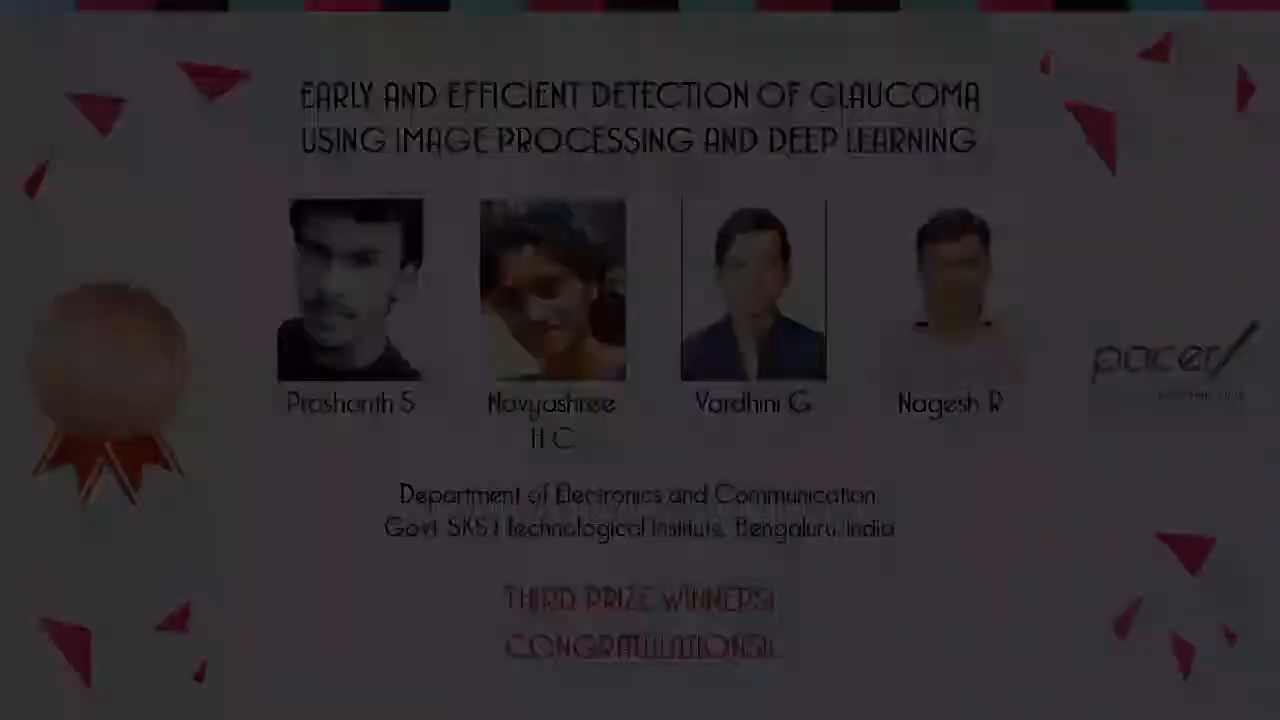 EARLY AND EFFICIENT DETECTION OF GLAUCOMA
USING IMAGE PROCESSING AND DEEP LEARNING
Prashanth S
Navyashree
H C
Vardhini G
Nagesh R
pacer
Department of Electronics and Communication
Govt SKSJ Technological Institute, Bengaluru, India
THIRD PRIZE WINNERS!
CONGRATULATIONS!!